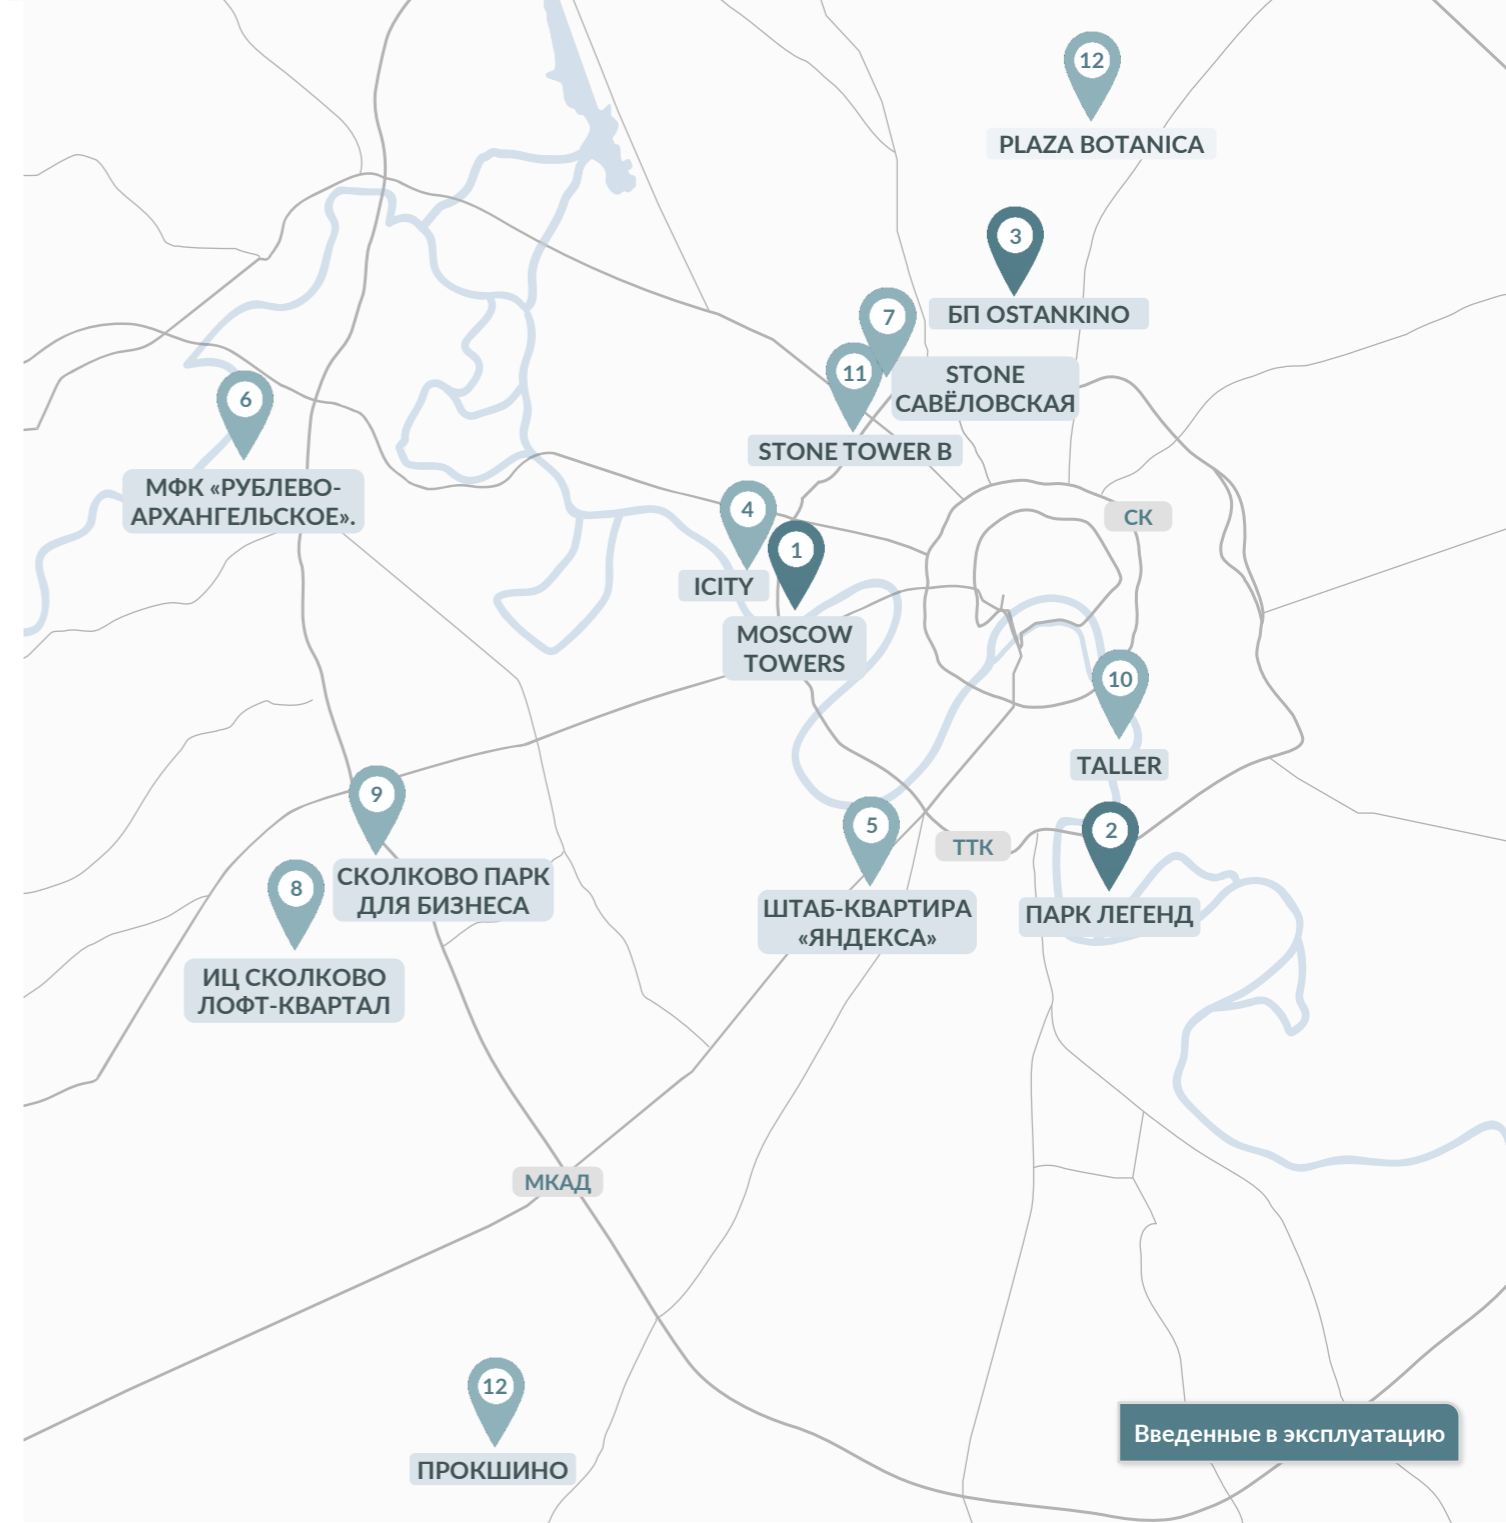 12
PLAZA BOTANICA
3
БП OSTANKINO
7
STONE
САВЁЛОВСКАЯ
11
STONE TOWER B
6
МФК «РУБЛЕВО-
АРХАНГЕЛЬСКОЕ».
4
ICITY
1
MOSCOW
TOWERS
СК
10
TALLER
9
СКОЛКОВО ПАРК
ДЛЯ БИЗНЕСА
8
ИЦ СКОЛКОВО
ЛОФТ-КВАРТАЛ
5
ШТАБ-КВАРТИРА
«ЯНДЕКСА»
ТТК
2
ПАРК ЛЕГЕНД
МКАД
12
ПРОКШИНО
Введенные в эксплуатацию